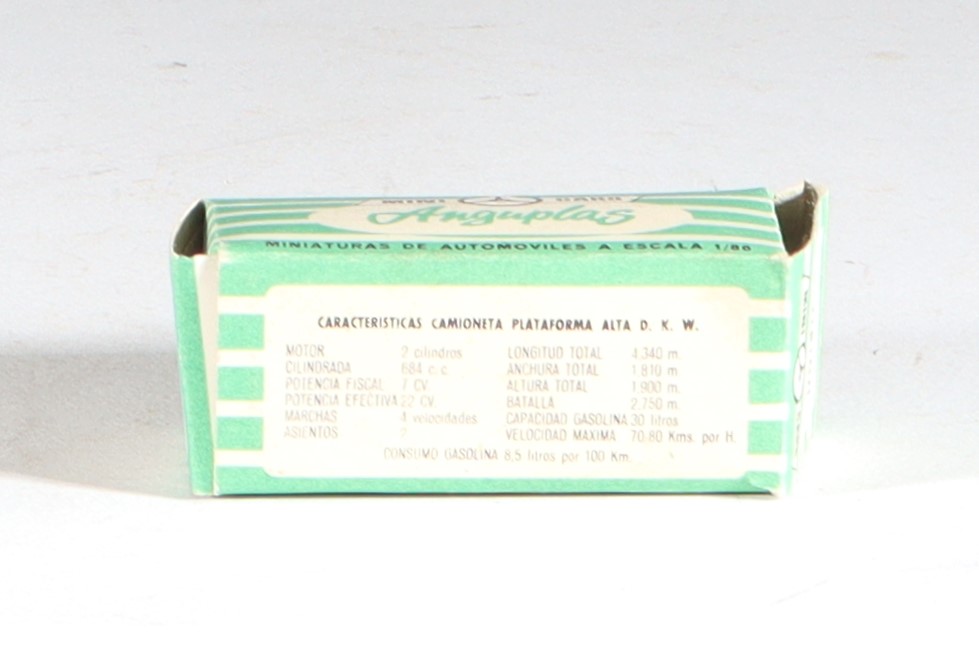 MINI CARS
Anguplas
MINIATURAS DE AUTOMOVILES A ESCALA 1/86
CARACTERISTICAS CAMIONETA PLATAFORMA ALTA D. K. W.
MOTOR 2 cilindros LONGITUD TOTAL 4.340 m.
CILINDRADA 684 c. c. ANCHURA TOTAL 1.810 m.
POTENCIA FISCAL 7 CV. ALTURA TOTAL 1.900 m.
POTENCIA EFECTIVA 22 CV. BATALLA 2.750 m.
MARCHAS 4 velocidades CAPACIDAD GASOLINA 30 litros
ASIENTOS 2 VELOCIDAD MAXIMA 70.80 Kms. por H.
CONSUMO GASOLINA 8,5 litros por 100 Km.